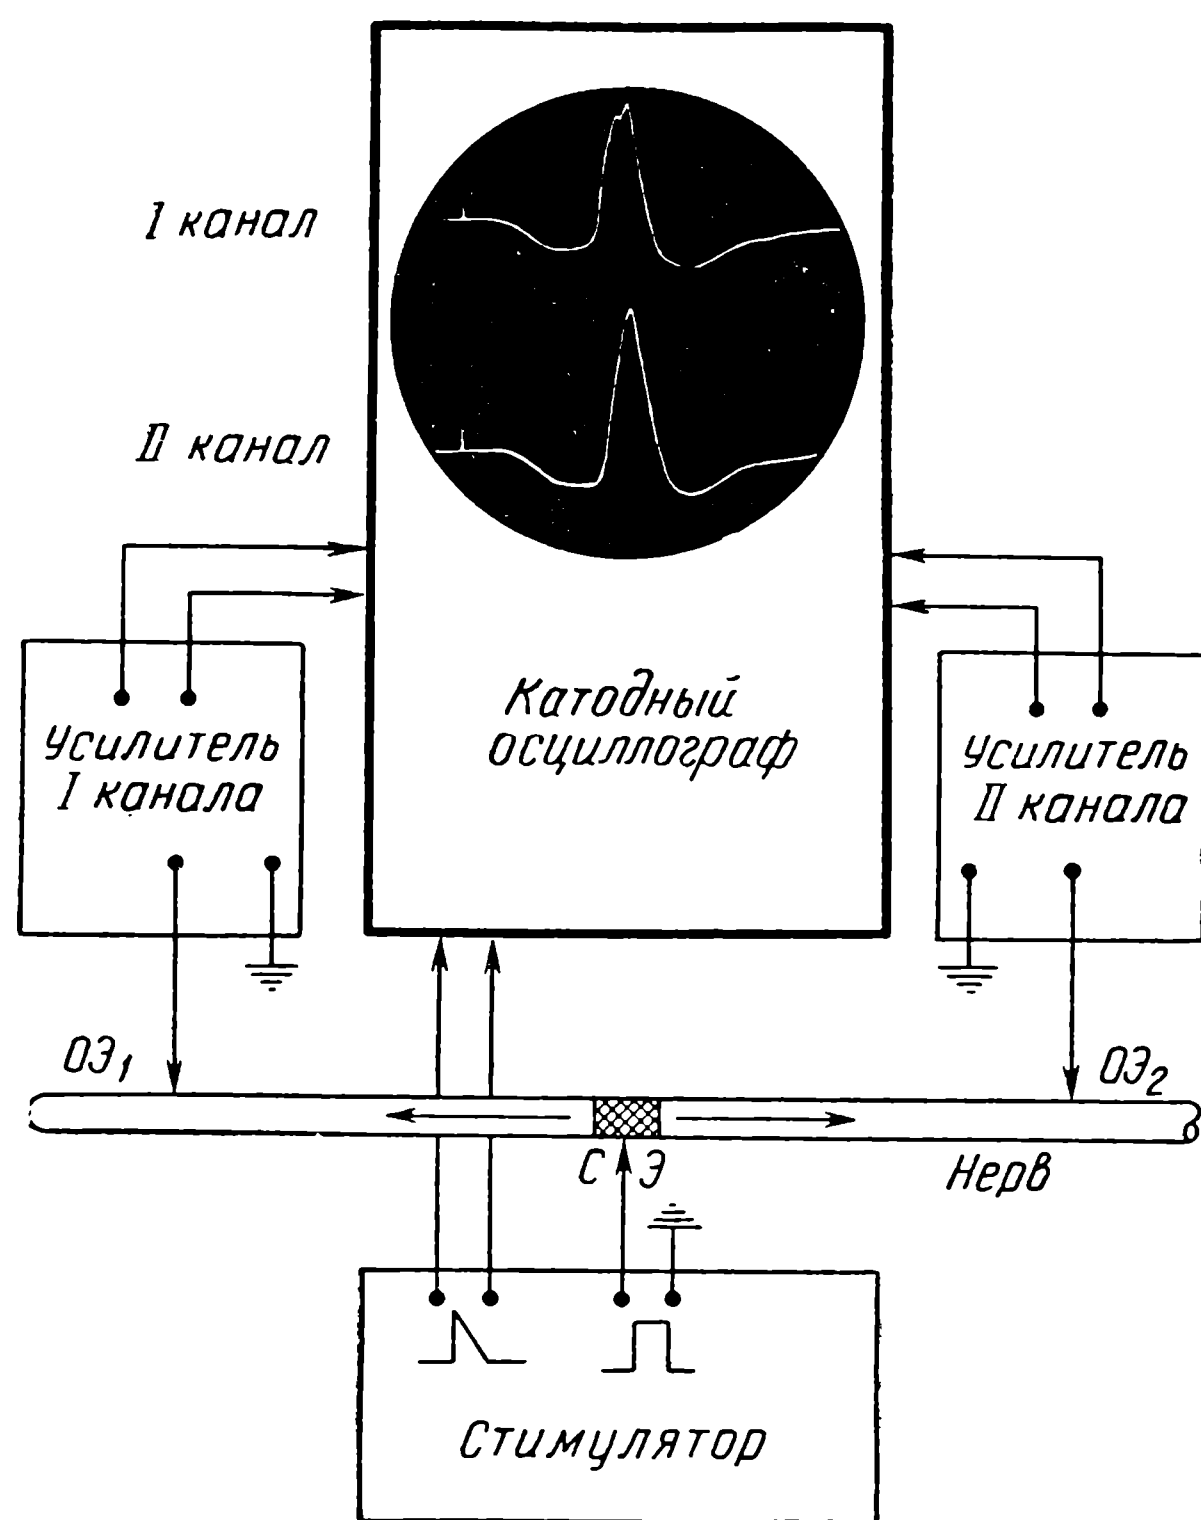 I канал
II канал
Катодный
осциллограф
Усилитель
I канала
Усилитель
II канала
ОЭ1
ОЭ2
С Э
Нерв
Стимулятор